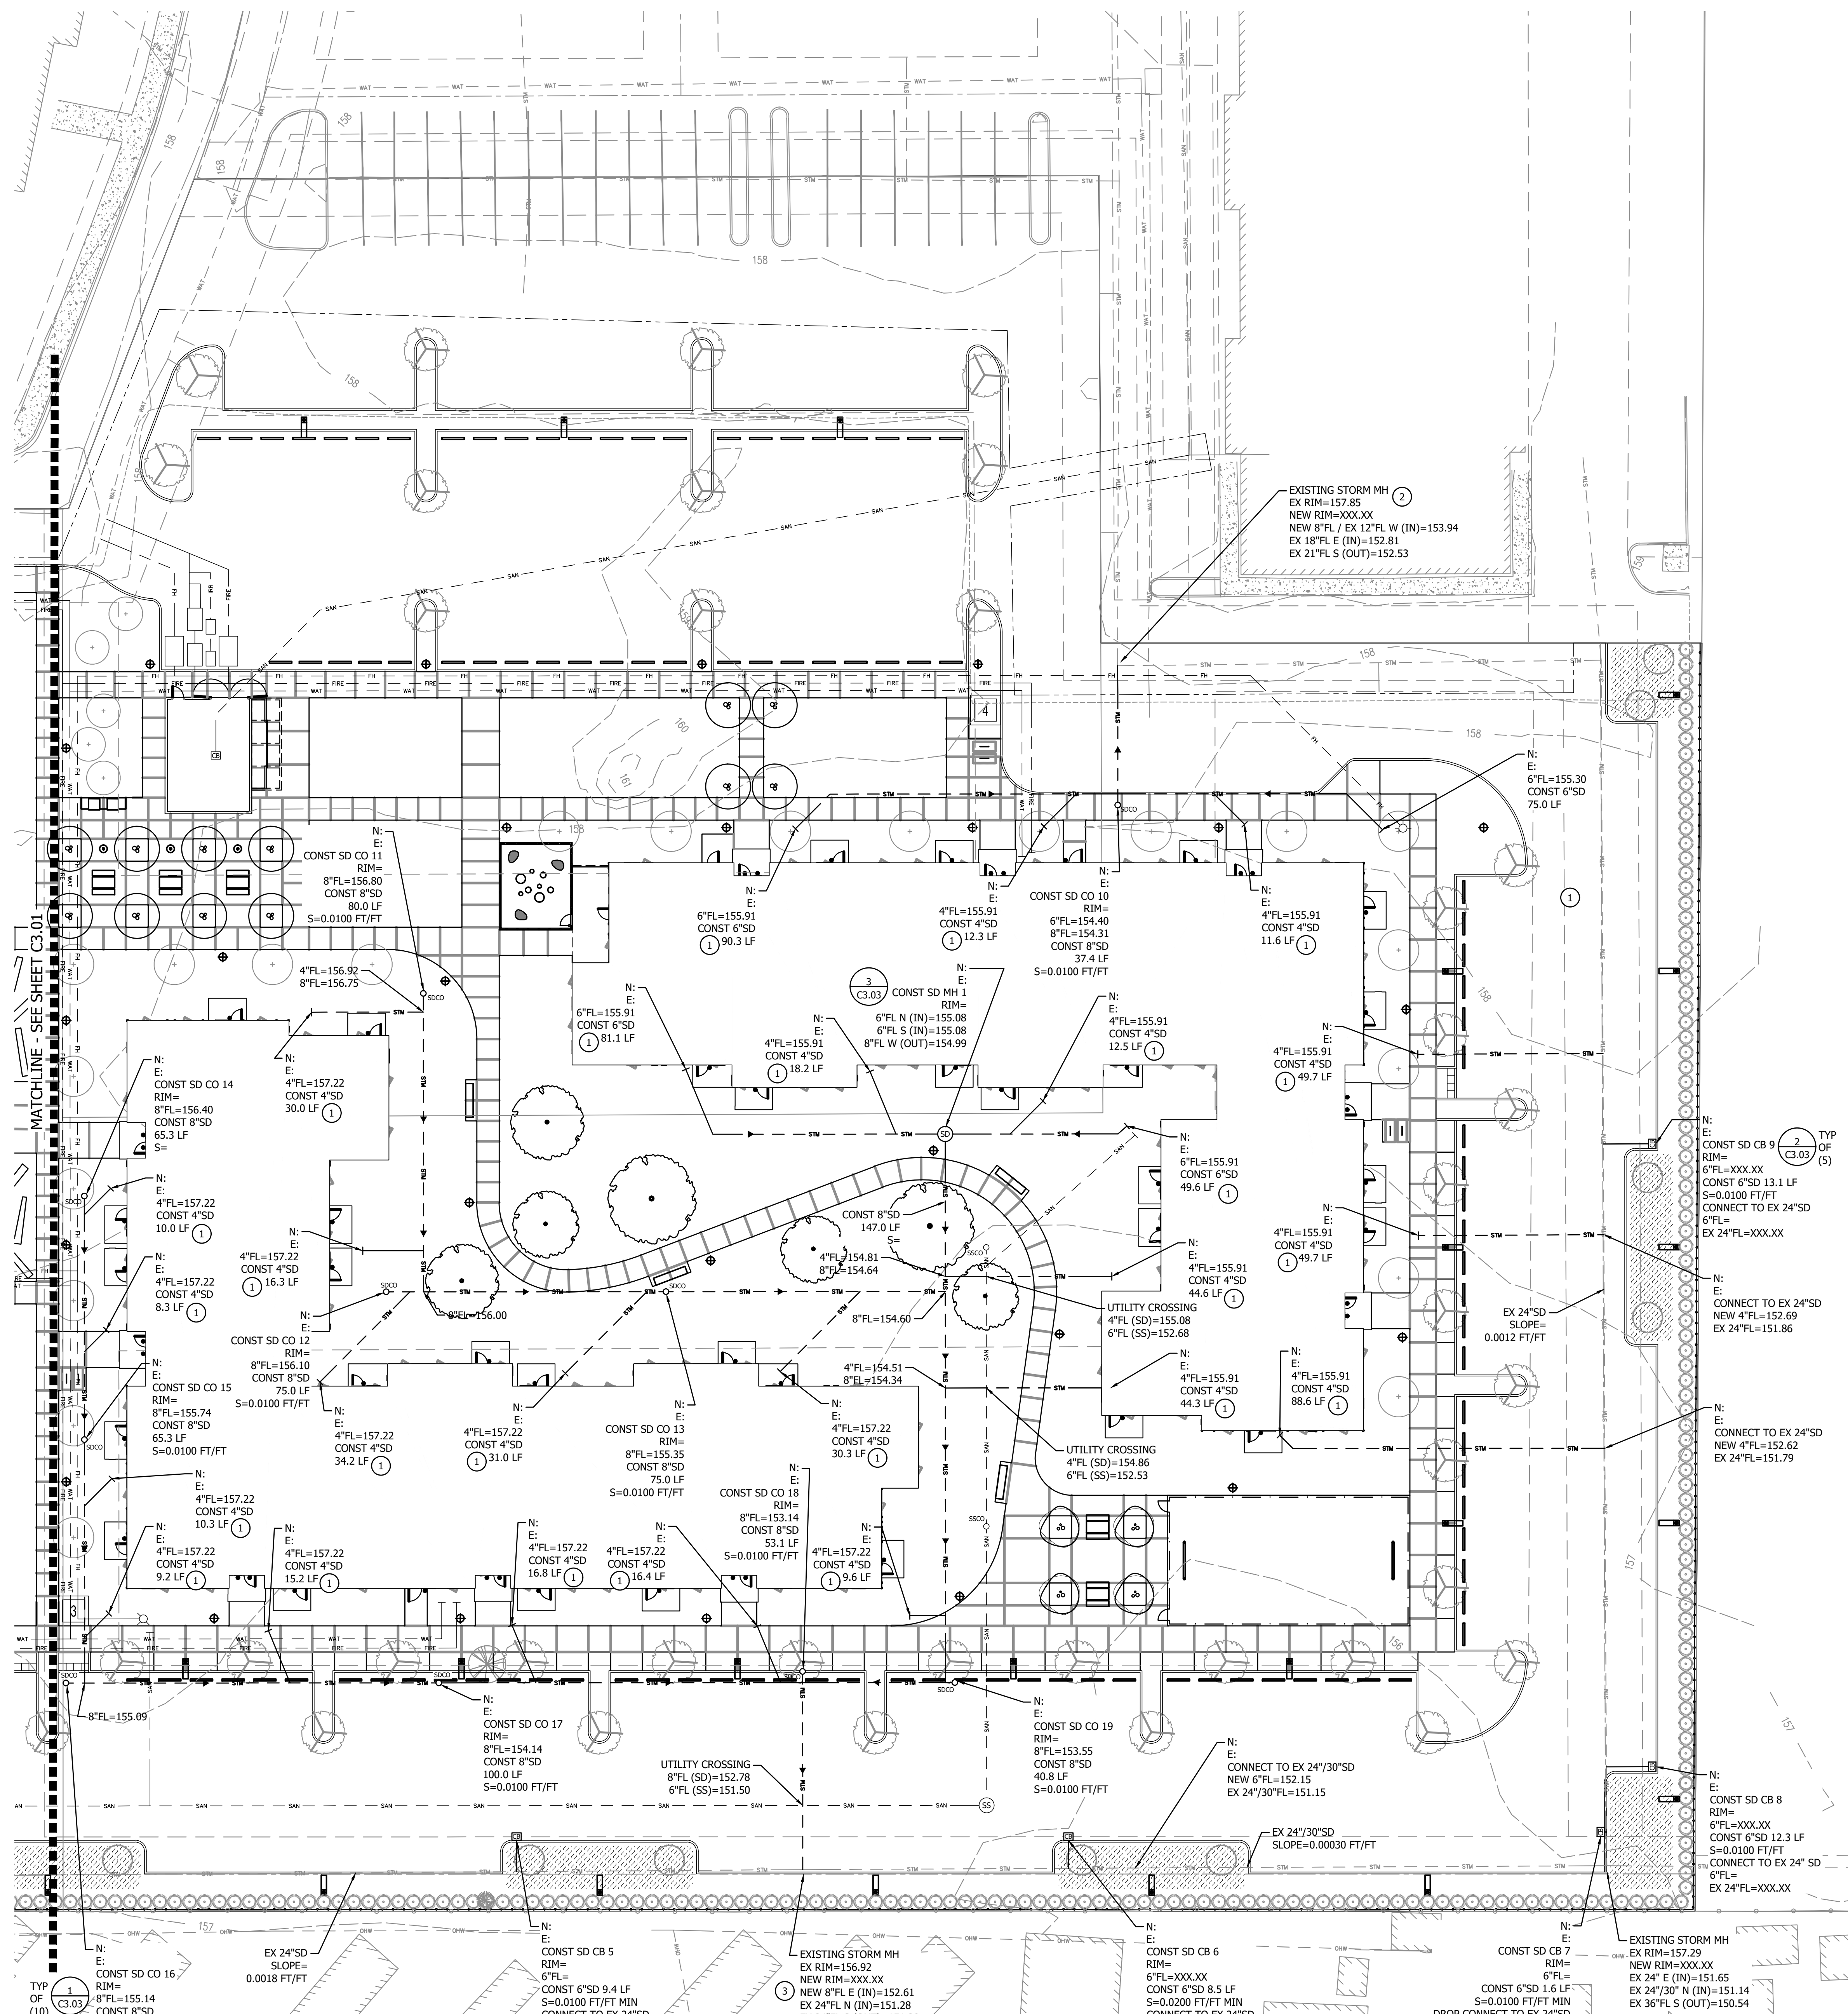 MATCHLINE - SEE SHEET C3.01
EXISTING STORM MH 2
EX RIM=157.85
NEW RIM=XXX.XX
NEW 8"FL / EX 12"FL W (IN)=153.94
EX 18"FL E (IN)=152.81
EX 21"FL S (OUT)=152.53
N:
E:
6"FL=155.30
CONST 6"SD
75.0 LF
N:
E:
CONST SD CO 11
RIM=
8"FL=156.80
CONST 8"SD
80.0 LF
S=0.0100 FT/FT
4"FL=156.92
8"FL=156.75
N:
E:
6"FL=155.91
CONST 6"SD
1 90.3 LF
N:
E:
4"FL=155.91
CONST 4"SD
1 12.3 LF
N:
E:
CONST SD CO 10
RIM=
6"FL=154.40
8"FL=154.31
CONST 8"SD
37.4 LF
S=0.0100 FT/FT
N:
E:
4"FL=155.91
CONST 4"SD
11.6 LF 1
N:
E:
6"FL=155.91
CONST 6"SD
1 81.1 LF
3
C3.03
N:
E:
CONST SD MH 1
RIM=
6"FL N (IN)=155.08
6"FL S (IN)=155.08
8"FL W (OUT)=154.99
N:
E:
4"FL=155.91
CONST 4"SD
1 18.2 LF
N:
E:
4"FL=155.91
CONST 4"SD
12.5 LF 1
N:
E:
4"FL=155.91
CONST 4"SD
1 49.7 LF
N:
E:
CONST SD CO 14
RIM=
8"FL=156.40
CONST 8"SD
65.3 LF
S=
N:
E:
4"FL=157.22
CONST 4"SD
30.0 LF 1
N:
E:
4"FL=157.22
CONST 4"SD
10.0 LF 1
N:
E:
4"FL=157.22
CONST 4"SD
8.3 LF 1
N:
E:
4"FL=157.22
CONST 4"SD
1 16.3 LF
N:
E:
6"FL=155.91
CONST 6"SD
49.6 LF 1
N:
E:
CONST SD CB 9
RIM=
6"FL=XXX.XX
CONST 6"SD 13.1 LF
S=0.0100 FT/FT
CONNECT TO EX 24"SD
6"FL=
EX 24"FL=XXX.XX
2
C3.03
TYP
OF
(5)
CONST 8"SD
147.0 LF
S=
4"FL=154.81
8"FL=154.64
N:
E:
4"FL=155.91
CONST 4"SD
44.6 LF 1
N:
E:
4"FL=155.91
CONST 4"SD
1 49.7 LF
N:
E:
CONNECT TO EX 24"SD
NEW 4"FL=152.69
EX 24"FL=151.86
EX 24"SD
SLOPE=
0.0012 FT/FT
UTILITY CROSSING
4"FL (SD)=155.08
6"FL (SS)=152.68
8"FL=156.00
8"FL=154.60
N:
E:
CONST SD CO 12
RIM=
8"FL=156.10
CONST 8"SD
75.0 LF
S=0.0100 FT/FT
N:
E:
CONST SD CO 15
RIM=
8"FL=155.74
CONST 8"SD
65.3 LF
S=0.0100 FT/FT
4"FL=154.51
8"FL=154.34
N:
E:
4"FL=155.91
CONST 4"SD
44.3 LF 1
N:
E:
4"FL=155.91
CONST 4"SD
88.6 LF 1
N:
E:
CONNECT TO EX 24"SD
NEW 4"FL=152.62
EX 24"FL=151.79
N:
E:
4"FL=157.22
CONST 4"SD
34.2 LF 1
N:
E:
4"FL=157.22
CONST 4"SD
1 31.0 LF
N:
E:
CONST SD CO 13
RIM=
8"FL=155.35
CONST 8"SD
75.0 LF
S=0.0100 FT/FT
N:
E:
4"FL=157.22
CONST 4"SD
30.3 LF 1
UTILITY CROSSING
4"FL (SD)=154.86
6"FL (SS)=152.53
N:
E:
4"FL=157.22
CONST 4"SD
10.3 LF 1
N:
E:
CONST SD CO 18
RIM=
8"FL=153.14
CONST 8"SD
53.1 LF
S=0.0100 FT/FT
N:
E:
4"FL=157.22
CONST 4"SD
9.2 LF 1
N:
E:
4"FL=157.22
CONST 4"SD
15.2 LF 1
N:
E:
4"FL=157.22
CONST 4"SD
16.8 LF 1
N:
E:
4"FL=157.22
CONST 4"SD
1 16.4 LF
N:
E:
4"FL=157.22
CONST 4"SD
1 9.6 LF
8"FL=155.09
N:
E:
CONST SD CO 17
RIM=
8"FL=154.14
CONST 8"SD
100.0 LF
S=0.0100 FT/FT
UTILITY CROSSING
8"FL (SD)=152.78
6"FL (SS)=151.50
N:
E:
CONST SD CO 19
RIM=
8"FL=153.55
CONST 8"SD
40.8 LF
S=0.0100 FT/FT
N:
E:
CONNECT TO EX 24"/30"SD
NEW 6"FL=152.15
EX 24"/30"FL=151.15
EX 24"/30"SD
SLOPE=0.00030 FT/FT
N:
E:
CONST SD CB 8
RIM=
6"FL=XXX.XX
CONST 6"SD 12.3 LF
S=0.0100 FT/FT
CONNECT TO EX 24" SD
6"FL=
EX 24"FL=XXX.XX
TYP
OF
(10)
1
C3.03
N:
E:
CONST SD CO 16
RIM=
8"FL=155.14
CONST 8"SD
EX 24"SD
SLOPE=
0.0018 FT/FT
N:
E:
CONST SD CB 5
RIM=
6"FL=
CONST 6"SD 9.4 LF
S=0.0100 FT/FT MIN
CONNECT TO EX 24"SD
EXISTING STORM MH
EX RIM=156.92
NEW RIM=XXX.XX
3 NEW 8"FL E (IN)=152.61
EX 24"FL N (IN)=151.28
N:
E:
CONST SD CB 6
RIM=
6"FL=XXX.XX
CONST 6"SD 8.5 LF
S=0.0200 FT/FT MIN
CONNECT TO EX 24"SD
N:
E:
CONST SD CB 7
RIM=
6"FL=
CONST 6"SD 1.6 LF
S=0.0100 FT/FT MIN
DROP CONNECT TO EX 24"SD
EXISTING STORM MH
EX RIM=157.29
NEW RIM=XXX.XX
EX 24" E (IN)=151.65
EX 24"/30" N (IN)=151.14
EX 36"FL S (OUT)=150.54